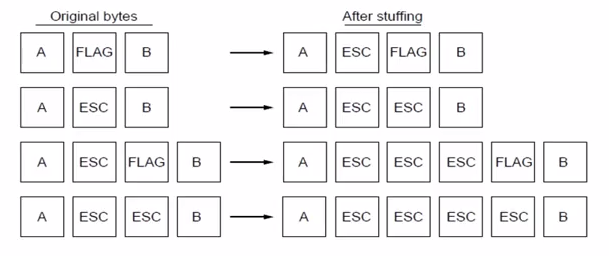 Original bytes After stuffing
A FLAG B A ESC FLAG B
A ESC B A ESC ESC B
A ESC FLAG B A ESC ESC ESC FLAG B
A ESC ESC B A ESC ESC ESC ESC B